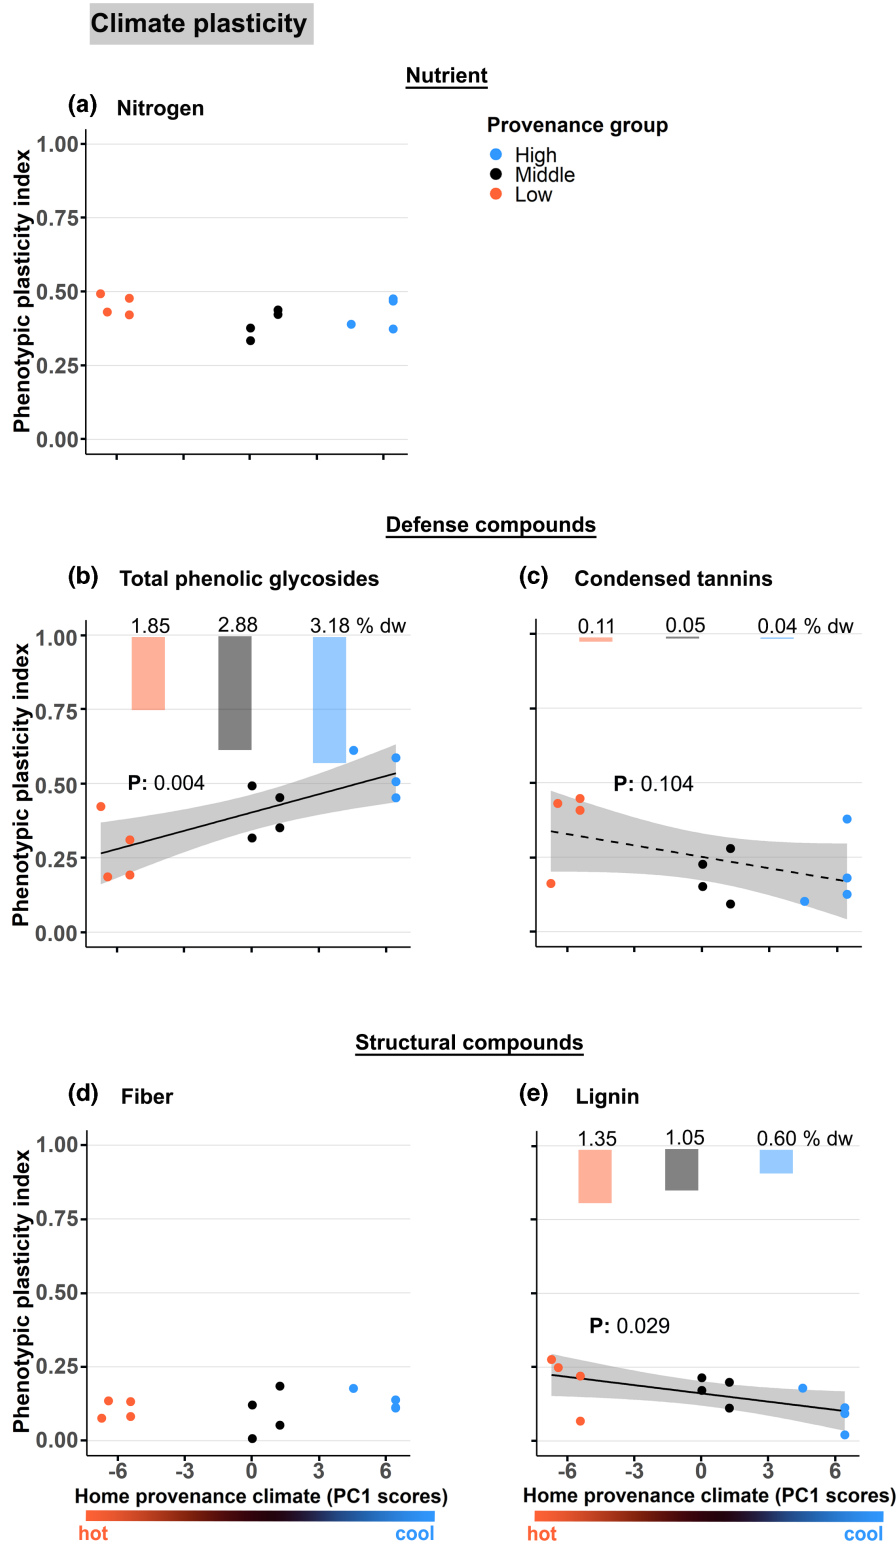 Climate plasticity
Nutrient
(a) Nitrogen
Provenance group
High
Middle
Low
Phenotypic plasticity index
1.00
0.75
0.50
0.25
0.00
Defense compounds
(b) Total phenolic glycosides
1.85 2.88 3.18 % dw
P: 0.004
Phenotypic plasticity index
1.00
0.75
0.50
0.25
0.00
(c) Condensed tannins
0.11 0.05 0.04 % dw
P: 0.104
Structural compounds
(d) Fiber
Phenotypic plasticity index
1.00
0.75
0.50
0.25
0.00
-6 -3 0 3 6
Home provenance climate (PC1 scores)
hot cool
(e) Lignin
1.35 1.05 0.60 % dw
P: 0.029
-6 -3 0 3 6
Home provenance climate (PC1 scores)
hot cool